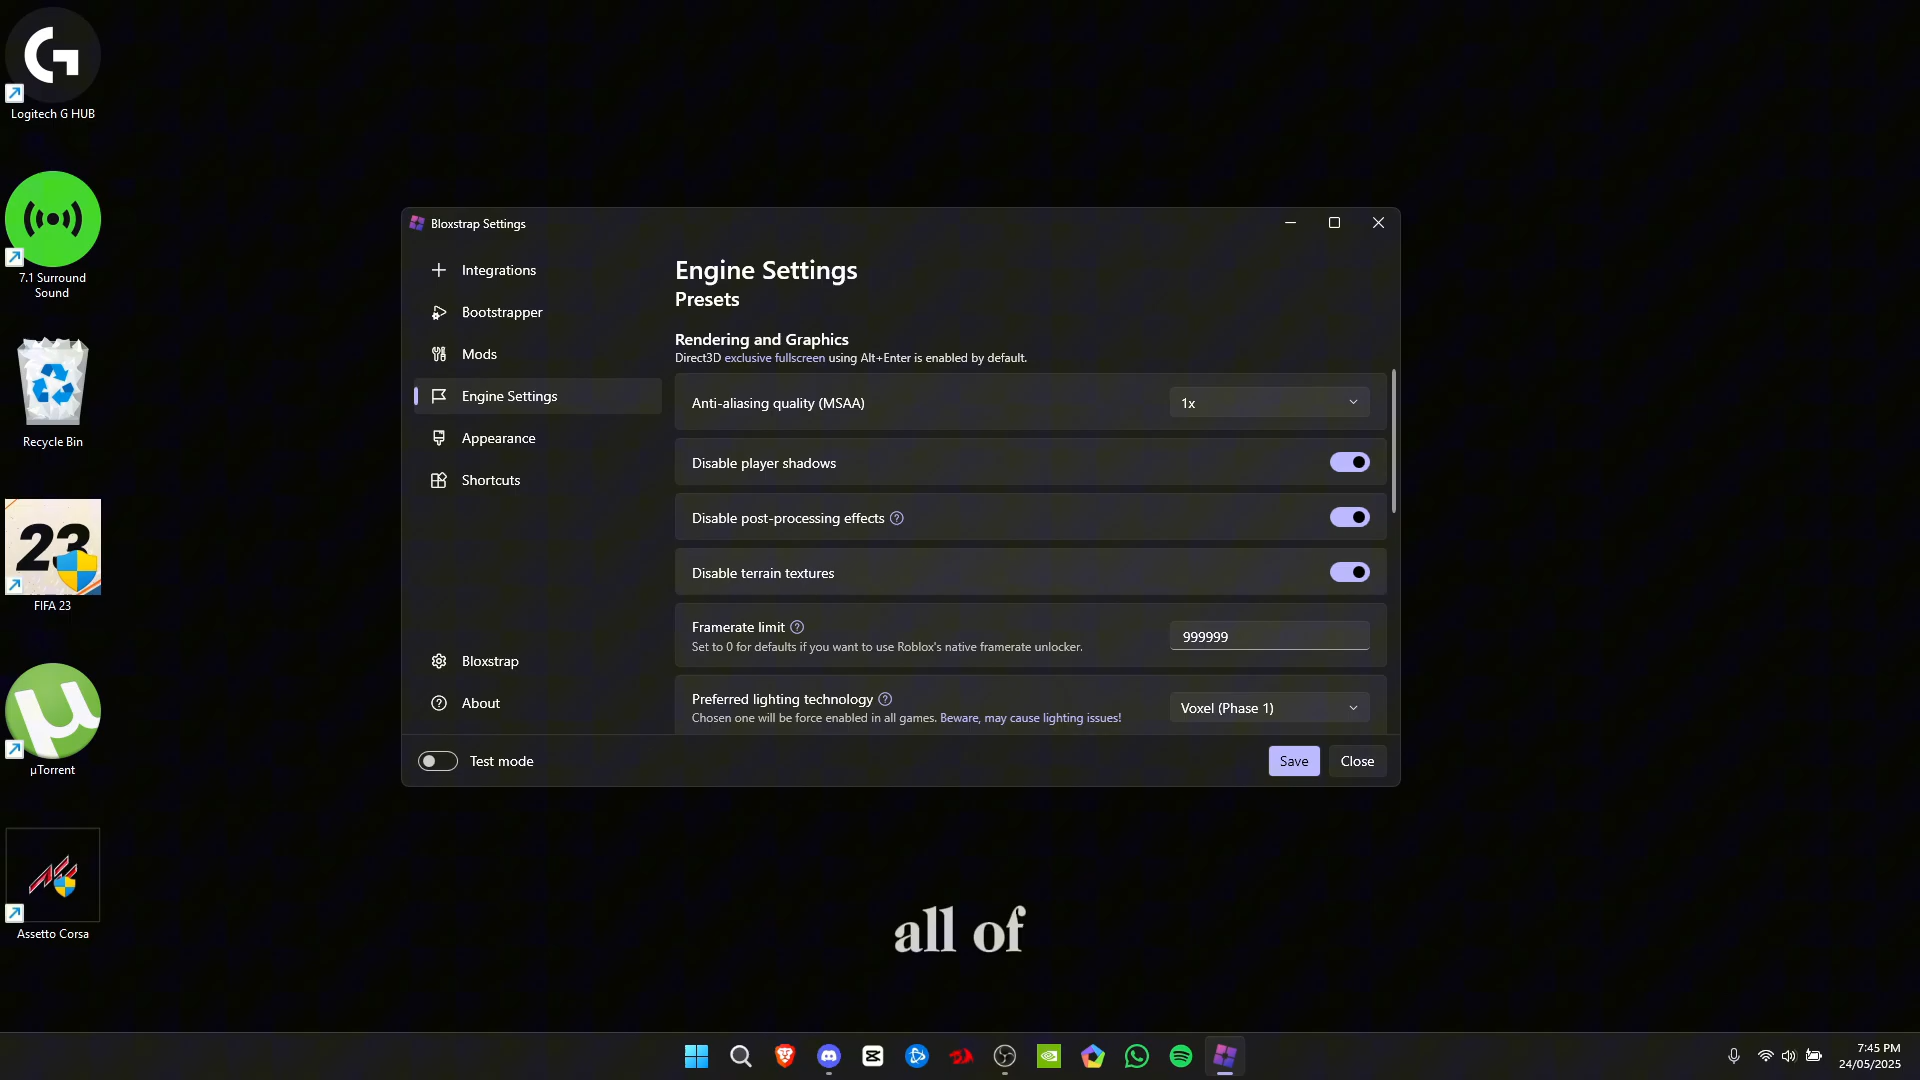 Logitech G HUB
7.1 Surround
Sound
Recycle Bin
23
FIFA 23
µTorrent
Assetto Corsa
Bloxstrap Settings
Integrations
Bootstrapper
Mods
Engine Settings
Appearance
Shortcuts
Bloxstrap
About
Engine Settings
Presets
Rendering and Graphics
Direct3D exclusive fullscreen using Alt+Enter is enabled by default.
Anti-aliasing quality (MSAA)
1x
Disable player shadows
Disable post-processing effects
Disable terrain textures
Framerate limit
Set to 0 for defaults if you want to use Roblox's native framerate unlocker.
999999
Preferred lighting technology
Chosen one will be force enabled in all games. Beware, may cause lighting issues!
Voxel (Phase 1)
Test mode
Save
Close
all of
7:45 PM
24/05/2025